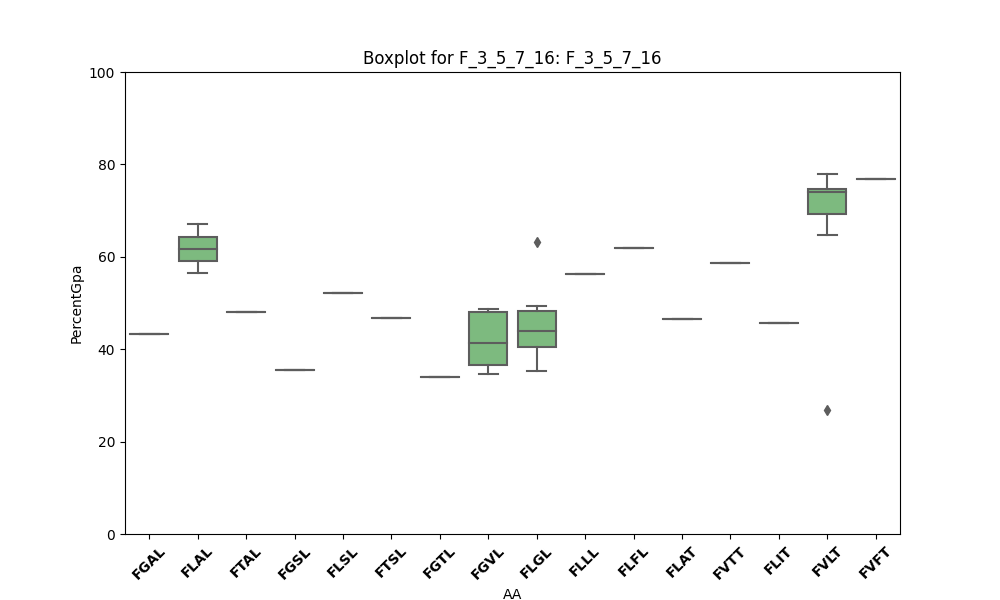 Boxplot for F_3_5_7_16: F_3_5_7_16
100
80
60
40
20
0
PercentGpa
FGAL FLAL FTAL FGSL FLSL FTSL FGTL FGVL FLGL FLLL FLFL FLAT FVTT FLIT FVLT FVFT
AA